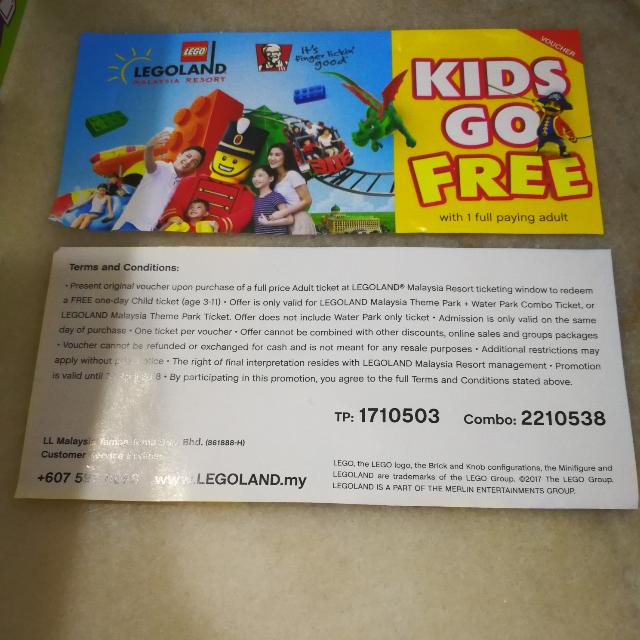 VOUCHER
LEGO
LEGOLAND
MALAYSIA RESORT
KFC
It's
finger lickin'
good
KIDS
GO
FREE
with 1 full paying adult
Terms and Conditions:
• Present original voucher upon purchase of a full price Adult ticket at LEGOLAND® Malaysia Resort ticketing window to redeem
a FREE one-day Child ticket (age 3-11) • Offer is only valid for LEGOLAND Malaysia Theme Park + Water Park Combo Ticket, or
LEGOLAND Malaysia Theme Park Ticket. Offer does not include Water Park only ticket • Admission is only valid on the same
day of purchase • One ticket per voucher • Offer cannot be combined with other discounts, online sales and groups packages
• Voucher cannot be refunded or exchanged for cash and is not meant for any resale purposes • Additional restrictions may
apply without notice • The right of final interpretation resides with LEGOLAND Malaysia Resort management • Promotion
is valid until • By participating in this promotion, you agree to the full Terms and Conditions stated above.
TP: 1710503 Combo: 2210538
LL Malaysia Bhd. (861888-H)
Customer Service
+607 www.LEGOLAND.my
LEGO, the LEGO logo, the Brick and Knob configurations, the Minifigure and
LEGOLAND are trademarks of the LEGO Group. ©2017 The LEGO Group.
LEGOLAND IS A PART OF THE MERLIN ENTERTAINMENTS GROUP.